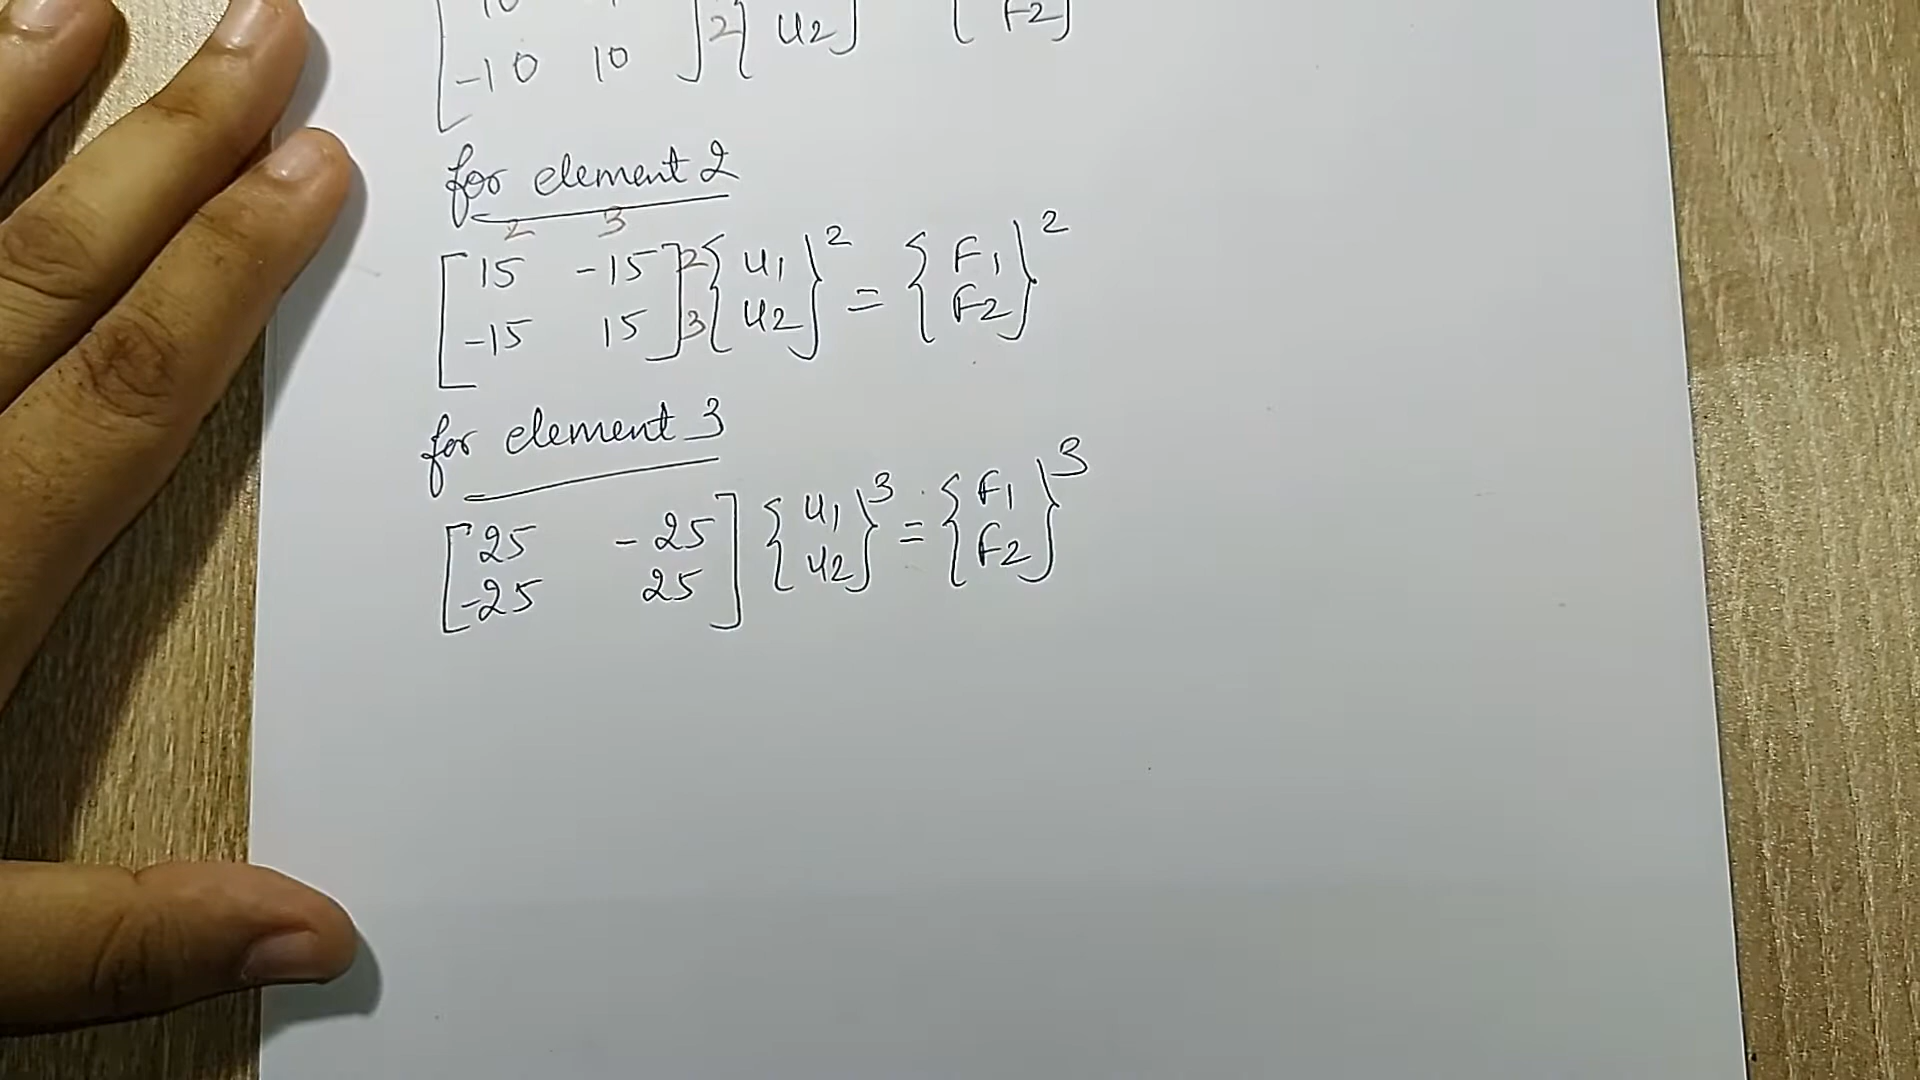 10
2 { u2 } { F2 ]
[ -10 10 ]
for element 2
2 3
[ 15 -15 ] 2 { u1 }² = { F1 }²
[ -15 15 ] 3 { u2 } { F2 }
for element 3
[ 25 -25 ] { u1 }³ = { F1 }³
[ -25 25 ] { u2 } { F2 }